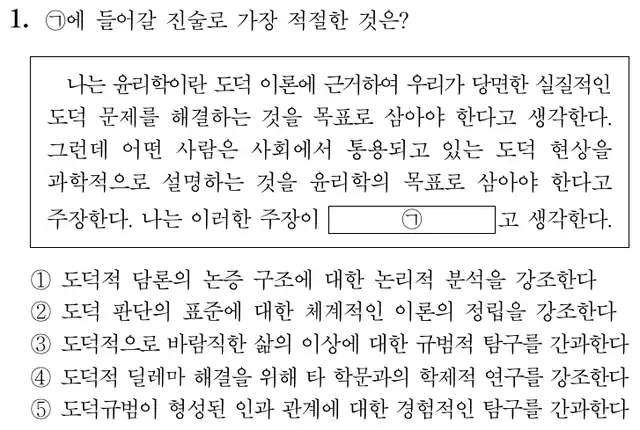 1. ㉠에 들어갈 진술로 가장 적절한 것은?
나는 윤리학이란 도덕 이론에 근거하여 우리가 당면한 실질적인
도덕 문제를 해결하는 것을 목표로 삼아야 한다고 생각한다.
그런데 어떤 사람은 사회에서 통용되고 있는 도덕 현상을
과학적으로 설명하는 것을 윤리학의 목표로 삼아야 한다고
주장한다. 나는 이러한 주장이 ㉠ 고 생각한다.
① 도덕적 담론의 논증 구조에 대한 논리적 분석을 강조한다
② 도덕 판단의 표준에 대한 체계적인 이론의 정립을 강조한다
③ 도덕적으로 바람직한 삶의 이상에 대한 규범적 탐구를 간과한다
④ 도덕적 딜레마 해결을 위해 타 학문과의 학제적 연구를 강조한다
⑤ 도덕규범이 형성된 인과 관계에 대한 경험적인 탐구를 간과한다